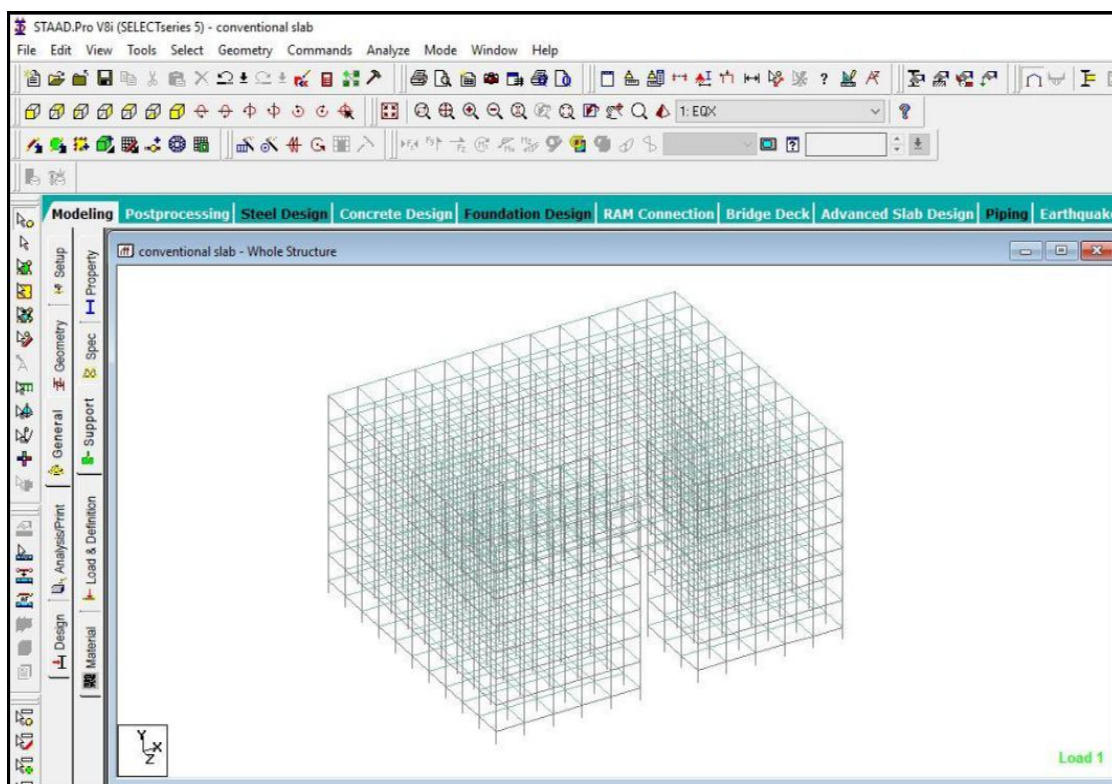 STAAD.Pro V8i (SELECTseries 5) - conventional slab
File Edit View Tools Select Geometry Commands Analyze Mode Window Help
1: EQX
Modeling Postprocessing Steel Design Concrete Design Foundation Design RAM Connection Bridge Deck Advanced Slab Design Piping Earthquake
conventional slab - Whole Structure
Setup
Geometry
General
Analysis/Print
Design
Property
Spec
Support
Load & Definition
Material
Y
X
Z
Load 1